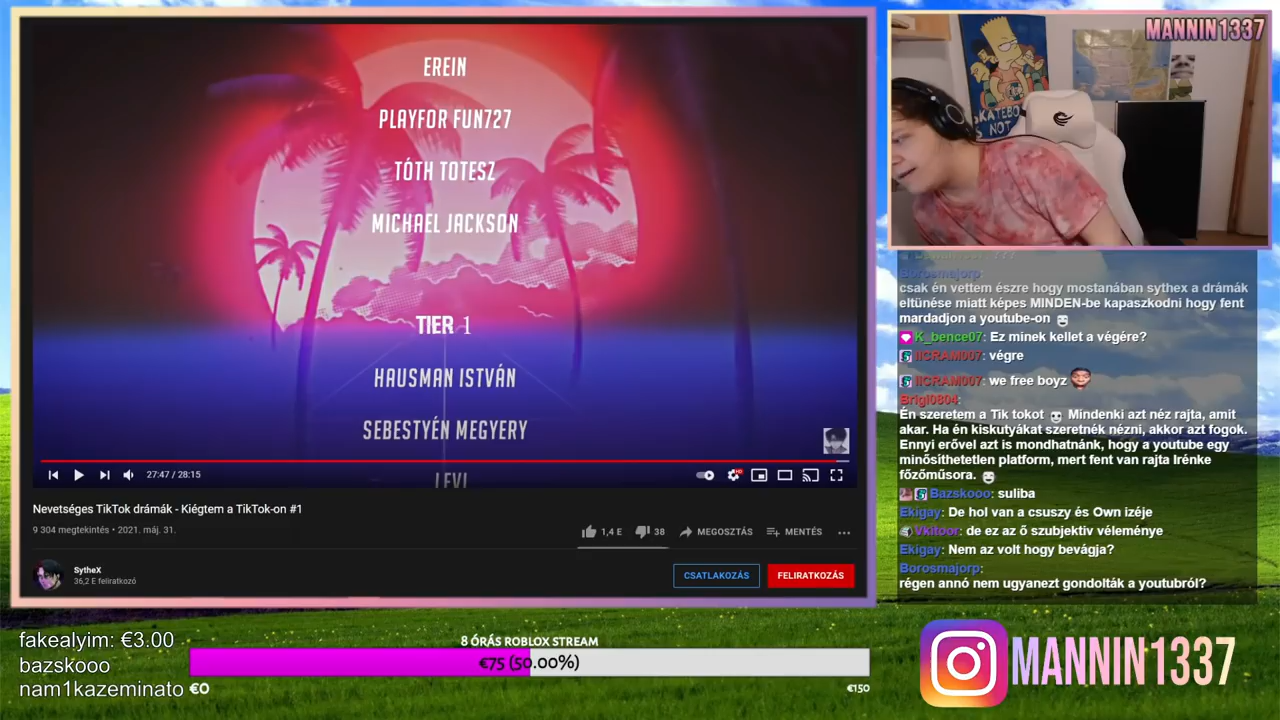 EREIN
PLAYFOR FUN727
TÓTH TOTESZ
MICHAEL JACKSON
TIER 1
HAUSMAN ISTVÁN
SEBESTYÉN MEGYERY
LEVI
27:47 / 28:15
HD
Nevetséges TikTok drámák - Kiégtem a TikTok-on #1
9 304 megtekintés • 2021. máj. 31.
1,4 E
38
MEGOSZTÁS
MENTÉS
SytheX
36,2 E feliratkozó
CSATLAKOZÁS
FELIRATKOZÁS
MANNIN1337
SKATEBO
NOT
Borosmajorp:
csak én vettem észre hogy mostanában sythex a drámák
eltünése miatt képes MINDEN-be kapaszkodni hogy fent
mardadjon a youtube-on
K_bence07: Ez minek kellet a végére?
IICRAM007: végre
IICRAM007: we free boyz
Brigi0804:
Én szeretem a Tik tokot Mindenki azt néz rajta, amit
akar. Ha én kiskutyákat szeretnék nézni, akkor azt fogok.
Ennyi erővel azt is mondhatnánk, hogy a youtube egy
minősíthetetlen platform, mert fent van rajta Irénke
főzőműsora.
Bazskooo: suliba
Ekigay: De hol van a csuszy és Own izéje
Vkitoor: de ez az ő szubjektiv véleménye
Ekigay: Nem az volt hogy bevágja?
Borosmajorp:
régen annó nem ugyanezt gondolták a youtubról?
fakealyim: €3.00
bazskooo
nam1kazeminato
8 ÓRÁS ROBLOX STREAM
€75 (50.00%)
€0
€150
MANNIN1337